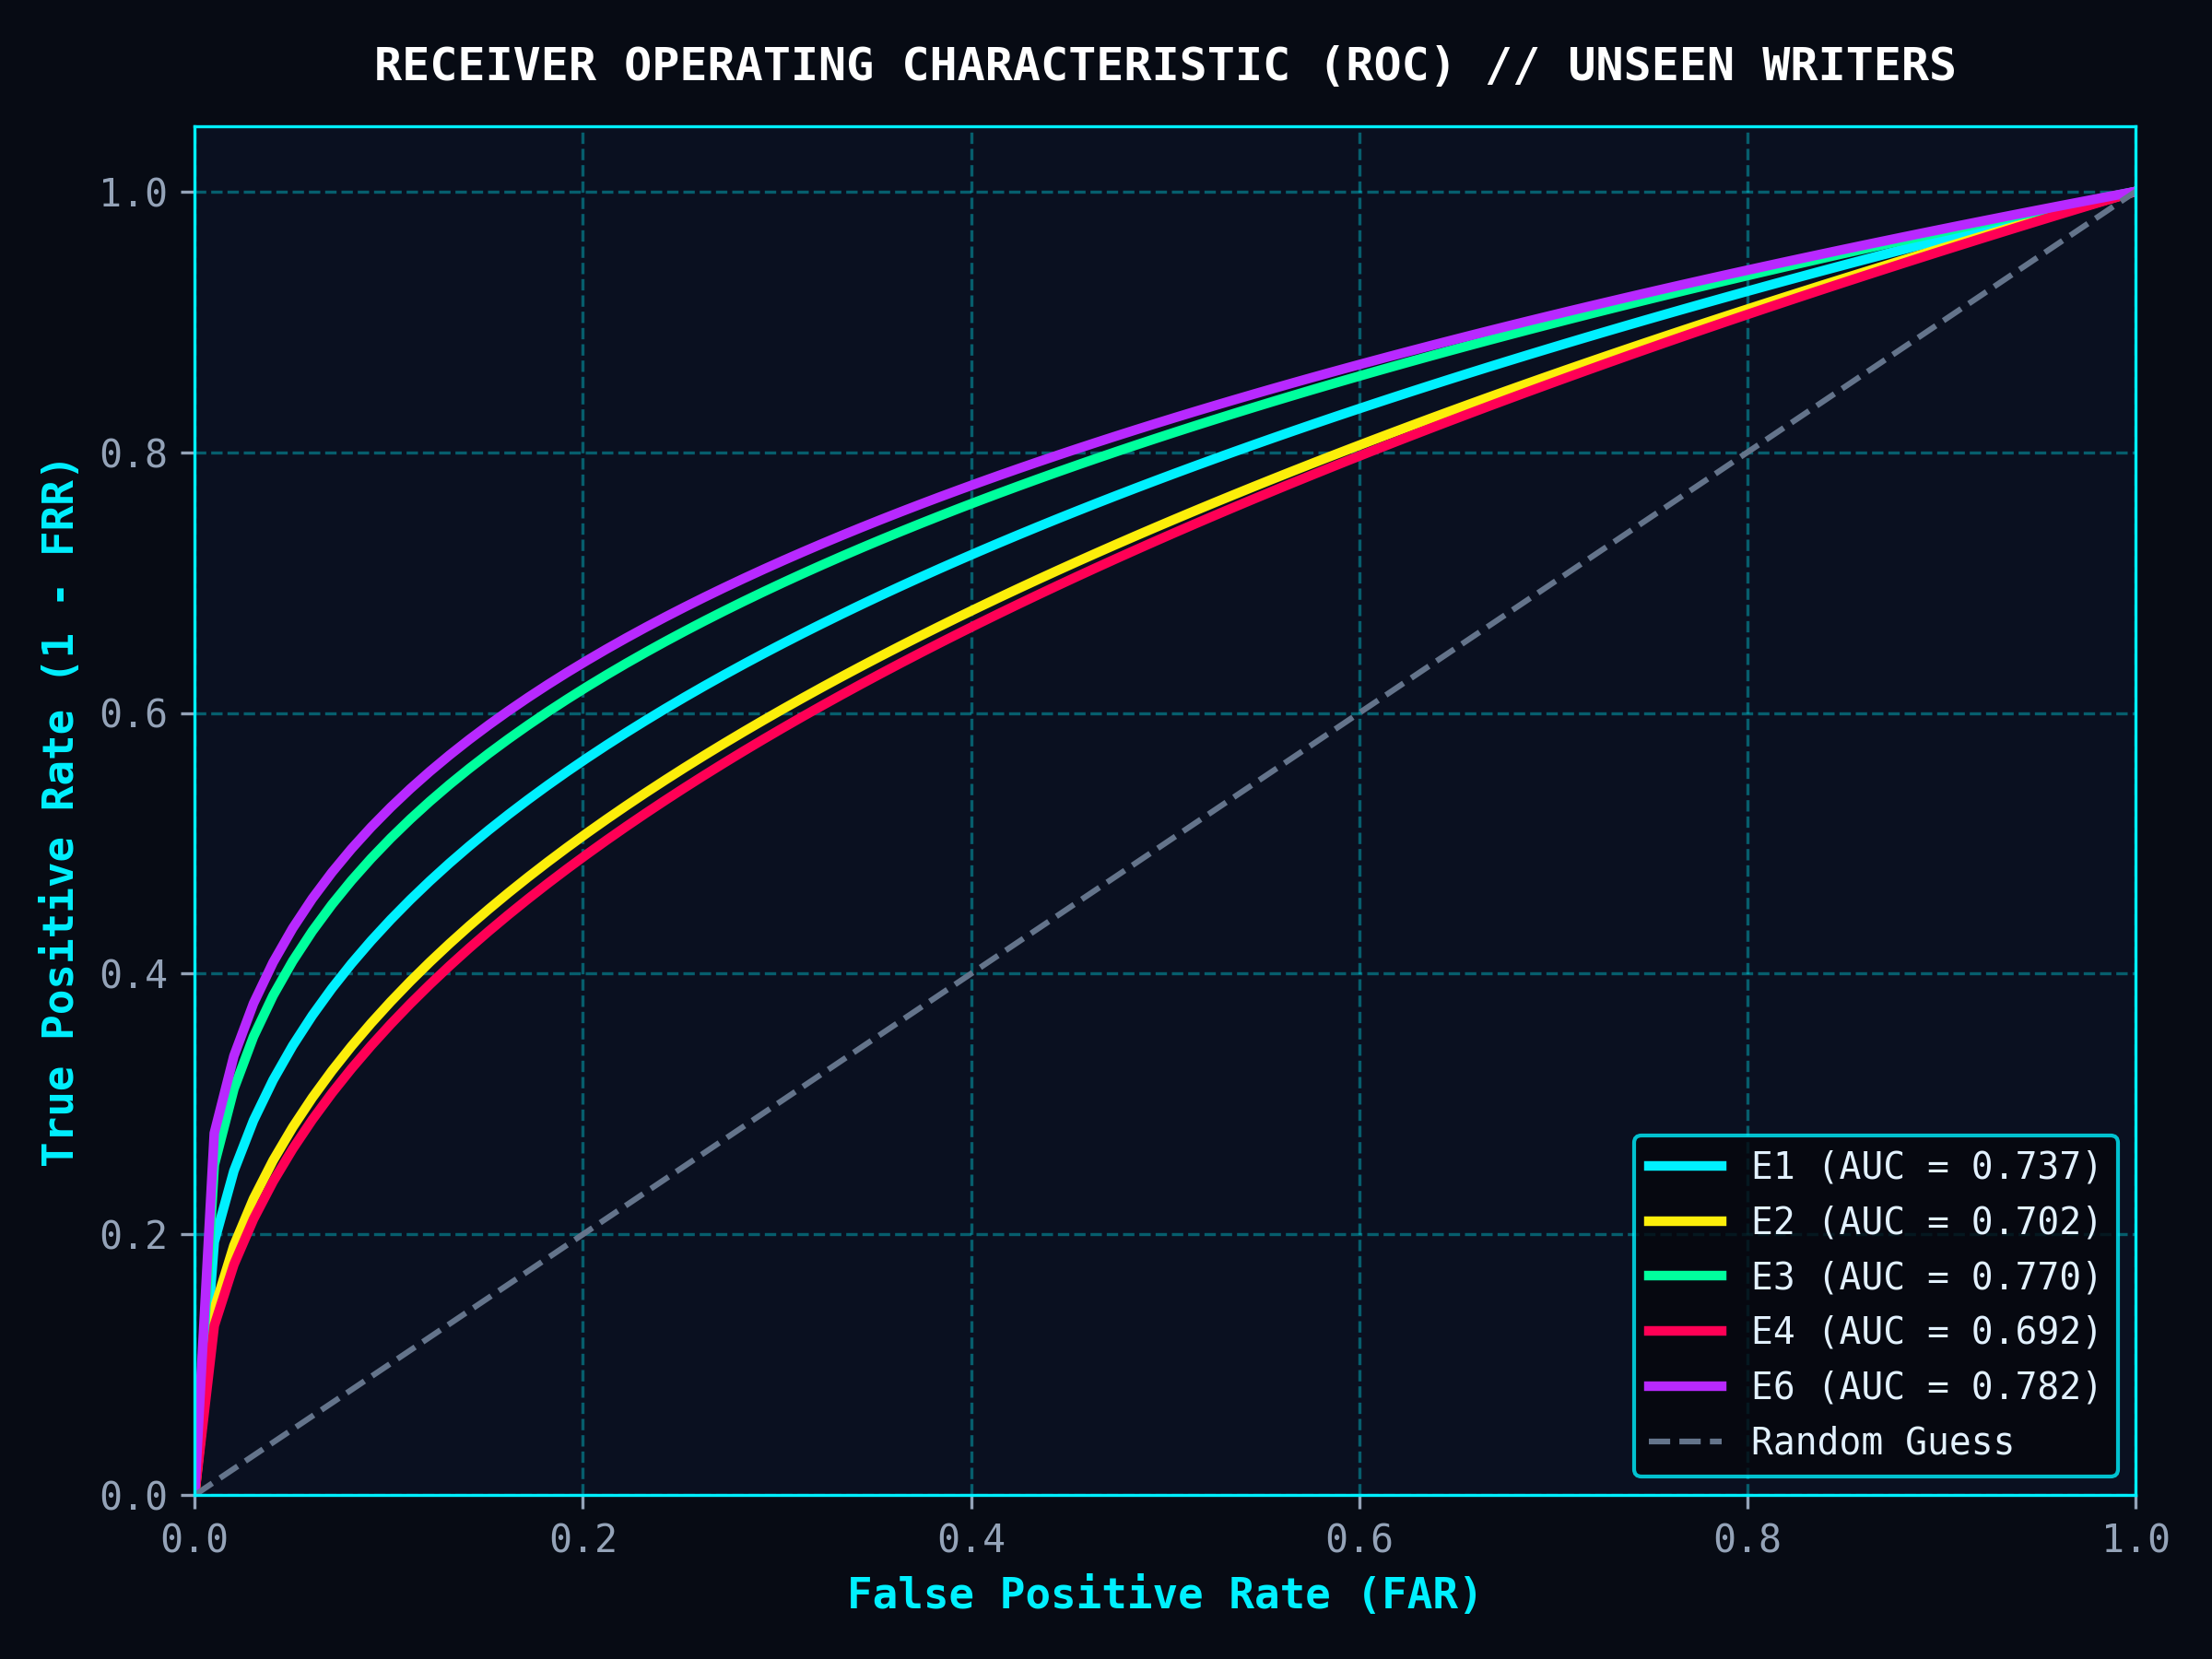 RECEIVER OPERATING CHARACTERISTIC (ROC) // UNSEEN WRITERS
True Positive Rate (1 - FRR)
1.0
0.8
0.6
0.4
0.2
0.0
E1 (AUC = 0.737)
E2 (AUC = 0.702)
E3 (AUC = 0.770)
E4 (AUC = 0.692)
E6 (AUC = 0.782)
Random Guess
0.0 0.2 0.4 0.6 0.8 1.0
False Positive Rate (FAR)